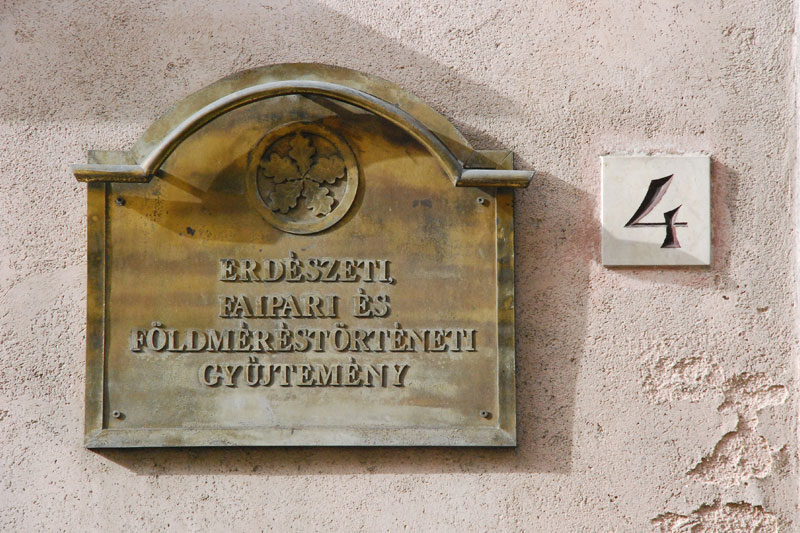 ERDÉSZETI,
FAIPARI ÉS
FÖLDMÉRÉSTÖRTÉNETI
GYŰJTEMÉNY
4